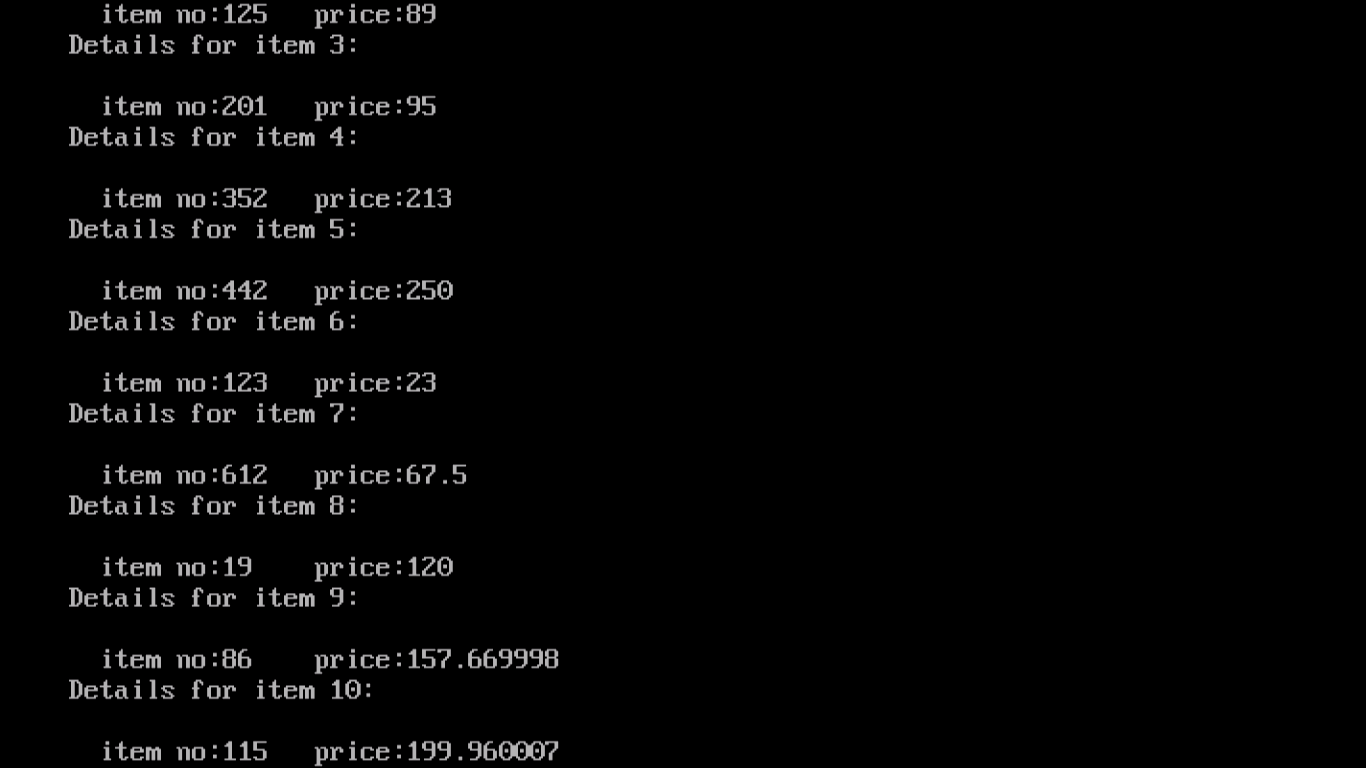 item no:125 price:89
Details for item 3:
item no:201 price:95
Details for item 4:
item no:352 price:213
Details for item 5:
item no:442 price:250
Details for item 6:
item no:123 price:23
Details for item 7:
item no:612 price:67.5
Details for item 8:
item no:19 price:120
Details for item 9:
item no:86 price:157.669998
Details for item 10:
item no:115 price:199.960007